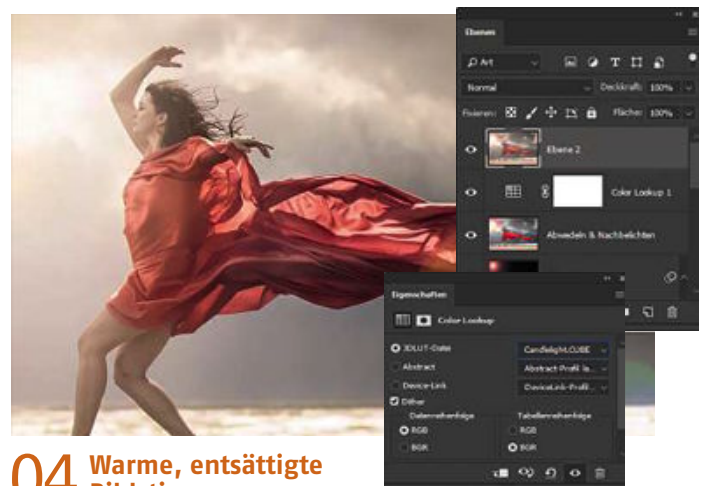 Ebenen
Art
Normal
Deckkraft: 100%
Fixieren:
Fläche: 100%
Ebene 2
Color Lookup 1
Abwedeln & Nachbelichten
Eigenschaften
Color Lookup
3DLUT-Datei
Candlelight.CUBE
Abstract
Abstract-Profil la...
Device-Link
DeviceLink-Profil...
Dither
Datenreihenfolge
Tabellenreihenfolge
RGB
RGB
BGR
BGR
04 Warme, entsättigte